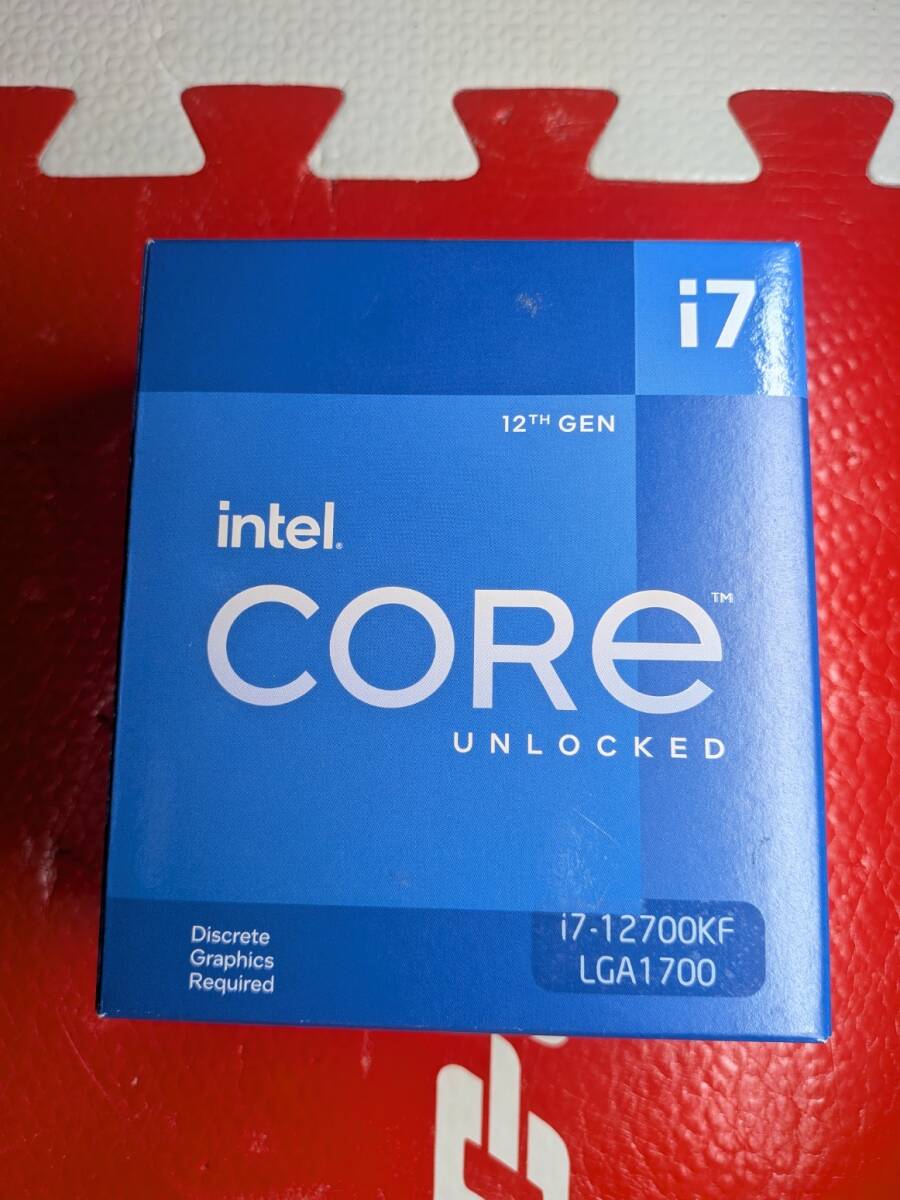 i7
12TH GEN
intel.
CORe™
UNLOCKED
Discrete
Graphics
Required
i7-12700KF
LGA1700